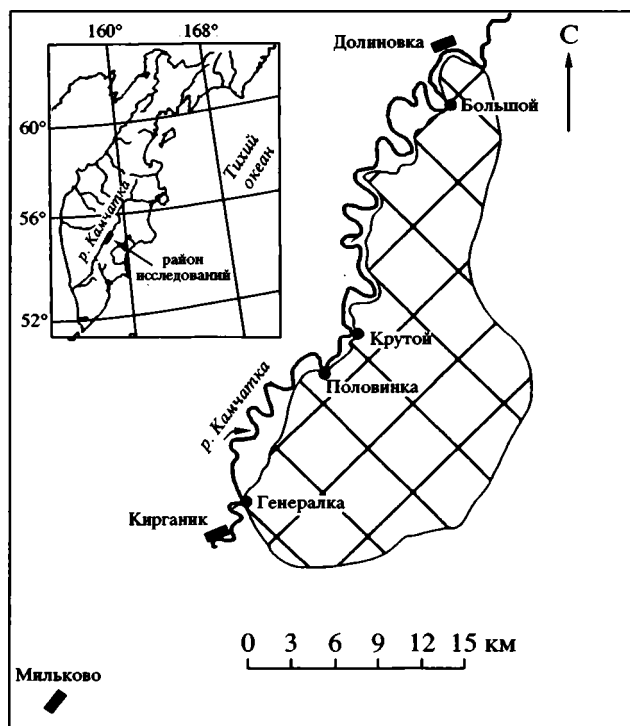 160° 168°
60°
56°
52°
р. Камчатка
Тихий
океан
район
исследований
Долиновка
С
Большой
Крутой
Половинка
р. Камчатка
Генералка
Кирганик
0 3 6 9 12 15 км
Мильково